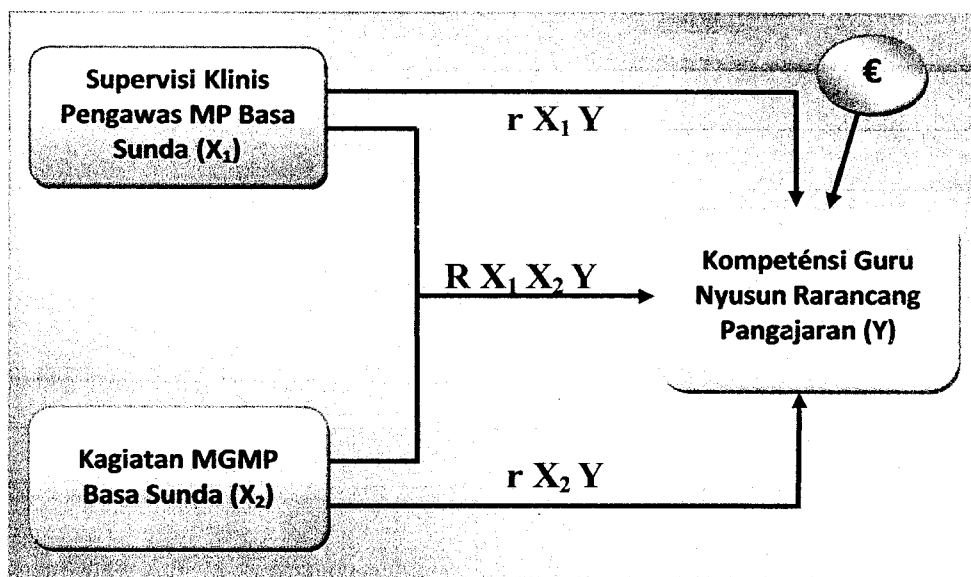 Supervisi Klinis
Pengawas MP Basa
Sunda (X₁)
€
r X₁ Y
R X₁ X₂ Y
Kompeténsi Guru
Nyusun Rarancang
Pangajaran (Y)
Kagiatan MGMP
Basa Sunda (X₂)
r X₂ Y